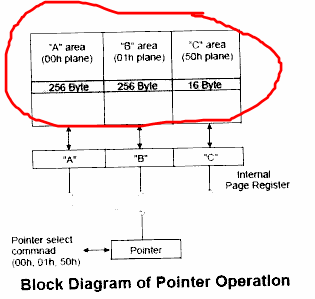 "A" area "B" area "C" area
(00h plane) (01h plane) (50h plane)
256 Byte 256 Byte 16 Byte
"A" "B" "C"
Internal
Page Register
Pointer select
commnad
(00h, 01h, 50h)
Pointer
Block Diagram of Pointer Operation